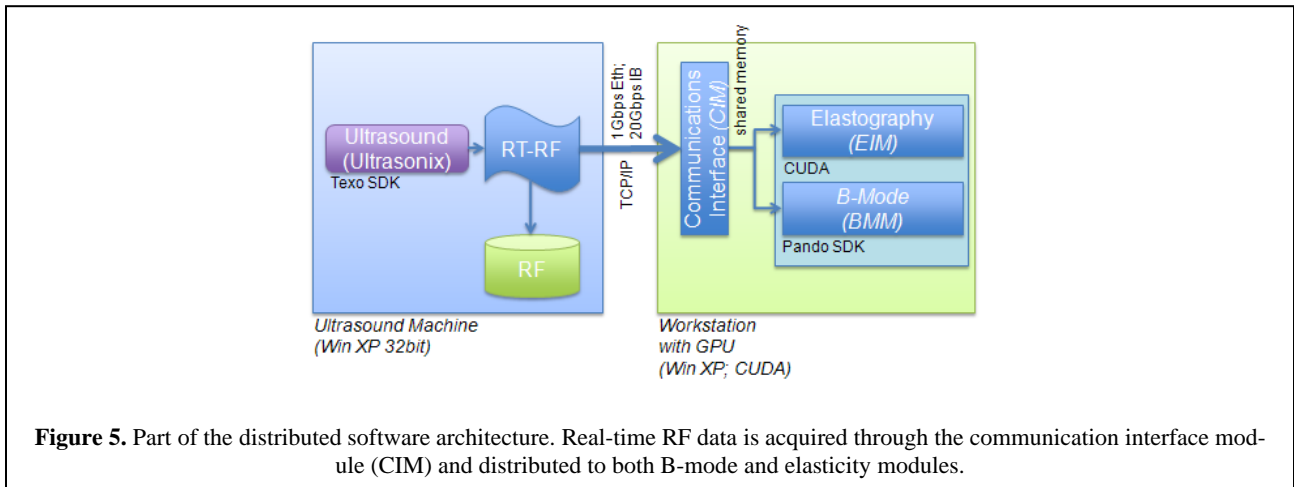 Ultrasound
(Ultrasonix)
Texo SDK
RT-RF
RF
1Gbps Eth;
20Gbps IB
TCP/IP
Communications
Interface (CIM)
shared memory
Elastography
(EIM)
CUDA
B-Mode
(BMM)
Pando SDK
Ultrasound Machine
(Win XP 32bit)
Workstation
with GPU
(Win XP; CUDA)
Figure 5. Part of the distributed software architecture. Real-time RF data is acquired through the communication interface mod-
ule (CIM) and distributed to both B-mode and elasticity modules.